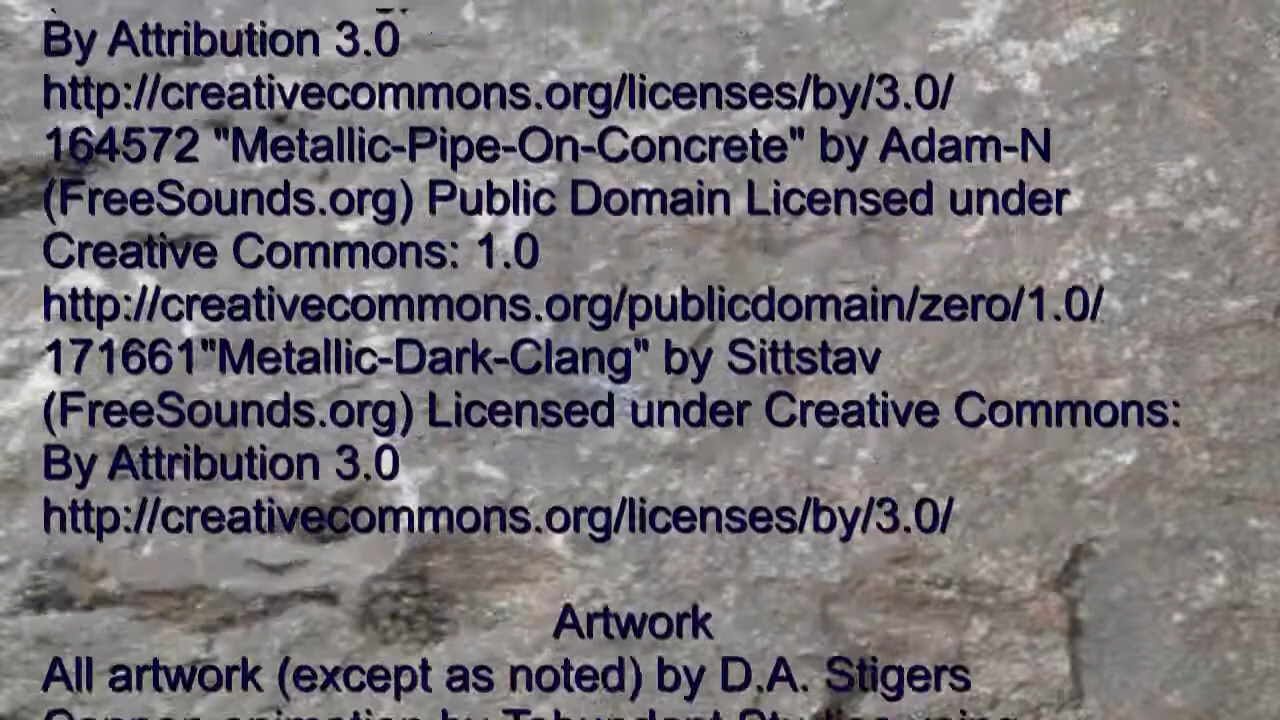 By Attribution 3.0
http://creativecommons.org/licenses/by/3.0/
164572 "Metallic-Pipe-On-Concrete" by Adam-N
(FreeSounds.org) Public Domain Licensed under
Creative Commons: 1.0
http://creativecommons.org/publicdomain/zero/1.0/
171661"Metallic-Dark-Clang" by Sittstav
(FreeSounds.org) Licensed under Creative Commons:
By Attribution 3.0
http://creativecommons.org/licenses/by/3.0/
Artwork
All artwork (except as noted) by D.A. Stigers